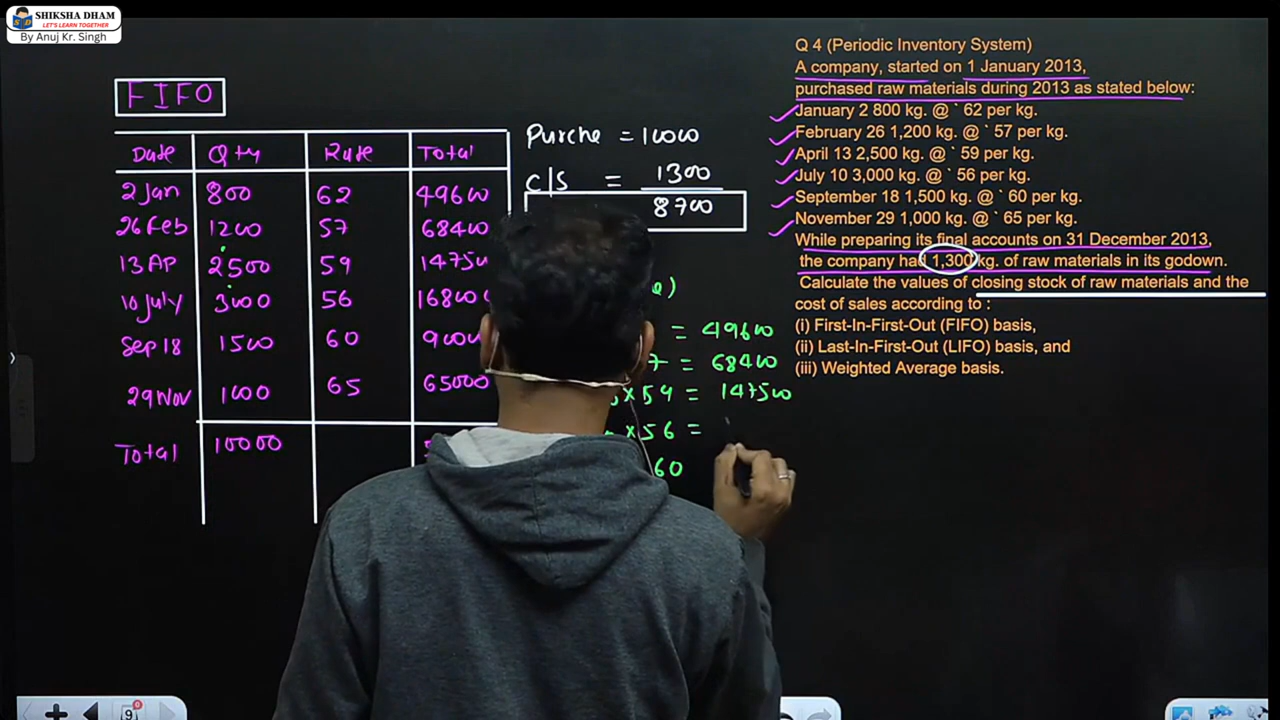 SHIKSHA DHAM
LET'S LEARN TOGETHER
By Anuj Kr. Singh
FIFO
Date Qty Rate Total
2 Jan 800 62 49600
26 Feb 1200 57 68400
13 AP 2500 59 14750
10 July 3000 56 168000
Sep 18 1500 60 9000
29 Nov 1000 65 65000
Total 10000
Purche = 10000
C/S = 1300
8700
= 49600
7 = 68400
x 59 = 147500
x 56 =
60
Q 4 (Periodic Inventory System)
A company, started on 1 January 2013,
purchased raw materials during 2013 as stated below:
January 2 800 kg. @ ` 62 per kg.
February 26 1,200 kg. @ ` 57 per kg.
April 13 2,500 kg. @ ` 59 per kg.
July 10 3,000 kg. @ ` 56 per kg.
September 18 1,500 kg. @ ` 60 per kg.
November 29 1,000 kg. @ ` 65 per kg.
While preparing its final accounts on 31 December 2013,
the company had 1,300 kg. of raw materials in its godown.
Calculate the values of closing stock of raw materials and the
cost of sales according to :
(i) First-In-First-Out (FIFO) basis,
(ii) Last-In-First-Out (LIFO) basis, and
(iii) Weighted Average basis.
9